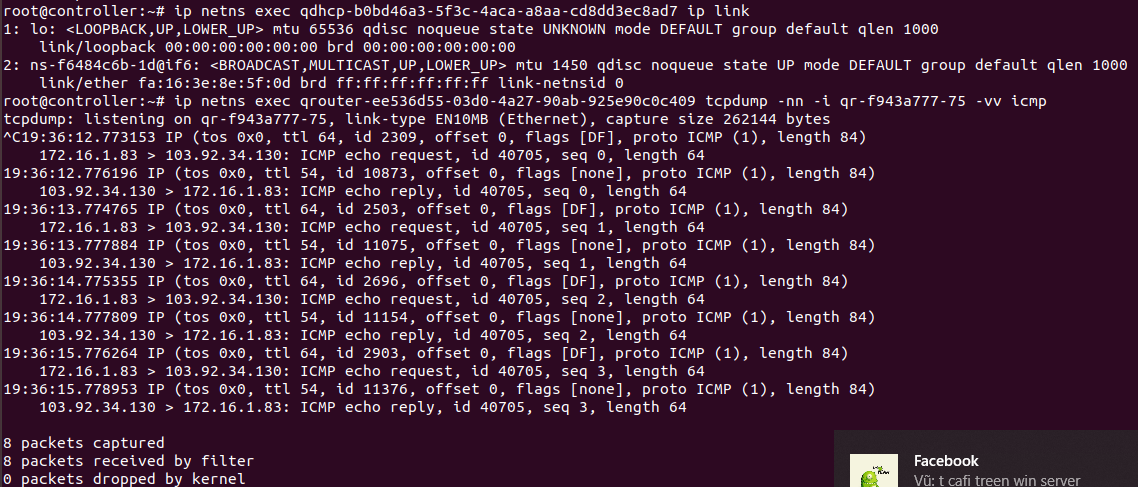 root@controller:~# ip netns exec qdhcp-b0bd46a3-5f3c-4aca-a8aa-cd8dd3ec8ad7 ip link
1: lo: <LOOPBACK,UP,LOWER_UP> mtu 65536 qdisc noqueue state UNKNOWN mode DEFAULT group default qlen 1000
    link/loopback 00:00:00:00:00:00 brd 00:00:00:00:00:00
2: ns-f6484c6b-1d@if6: <BROADCAST,MULTICAST,UP,LOWER_UP> mtu 1450 qdisc noqueue state UP mode DEFAULT group default qlen 1000
    link/ether fa:16:3e:8e:5f:0d brd ff:ff:ff:ff:ff:ff link-netnsid 0
root@controller:~# ip netns exec qrouter-ee536d55-03d0-4a27-90ab-925e90c0c409 tcpdump -nn -i qr-f943a777-75 -vv icmp
tcpdump: listening on qr-f943a777-75, link-type EN10MB (Ethernet), capture size 262144 bytes
^C19:36:12.773153 IP (tos 0x0, ttl 64, id 2309, offset 0, flags [DF], proto ICMP (1), length 84)
    172.16.1.83 > 103.92.34.130: ICMP echo request, id 40705, seq 0, length 64
19:36:12.776196 IP (tos 0x0, ttl 54, id 10873, offset 0, flags [none], proto ICMP (1), length 84)
    103.92.34.130 > 172.16.1.83: ICMP echo reply, id 40705, seq 0, length 64
19:36:13.774765 IP (tos 0x0, ttl 64, id 2503, offset 0, flags [DF], proto ICMP (1), length 84)
    172.16.1.83 > 103.92.34.130: ICMP echo request, id 40705, seq 1, length 64
19:36:13.777884 IP (tos 0x0, ttl 54, id 11075, offset 0, flags [none], proto ICMP (1), length 84)
    103.92.34.130 > 172.16.1.83: ICMP echo reply, id 40705, seq 1, length 64
19:36:14.775355 IP (tos 0x0, ttl 64, id 2696, offset 0, flags [DF], proto ICMP (1), length 84)
    172.16.1.83 > 103.92.34.130: ICMP echo request, id 40705, seq 2, length 64
19:36:14.777809 IP (tos 0x0, ttl 54, id 11154, offset 0, flags [none], proto ICMP (1), length 84)
    103.92.34.130 > 172.16.1.83: ICMP echo reply, id 40705, seq 2, length 64
19:36:15.776264 IP (tos 0x0, ttl 64, id 2903, offset 0, flags [DF], proto ICMP (1), length 84)
    172.16.1.83 > 103.92.34.130: ICMP echo request, id 40705, seq 3, length 64
19:36:15.778953 IP (tos 0x0, ttl 54, id 11376, offset 0, flags [none], proto ICMP (1), length 84)
    103.92.34.130 > 172.16.1.83: ICMP echo reply, id 40705, seq 3, length 64
8 packets captured
8 packets received by filter
0 packets dropped by kernel
Facebook
Vũ: t cafi treen win server